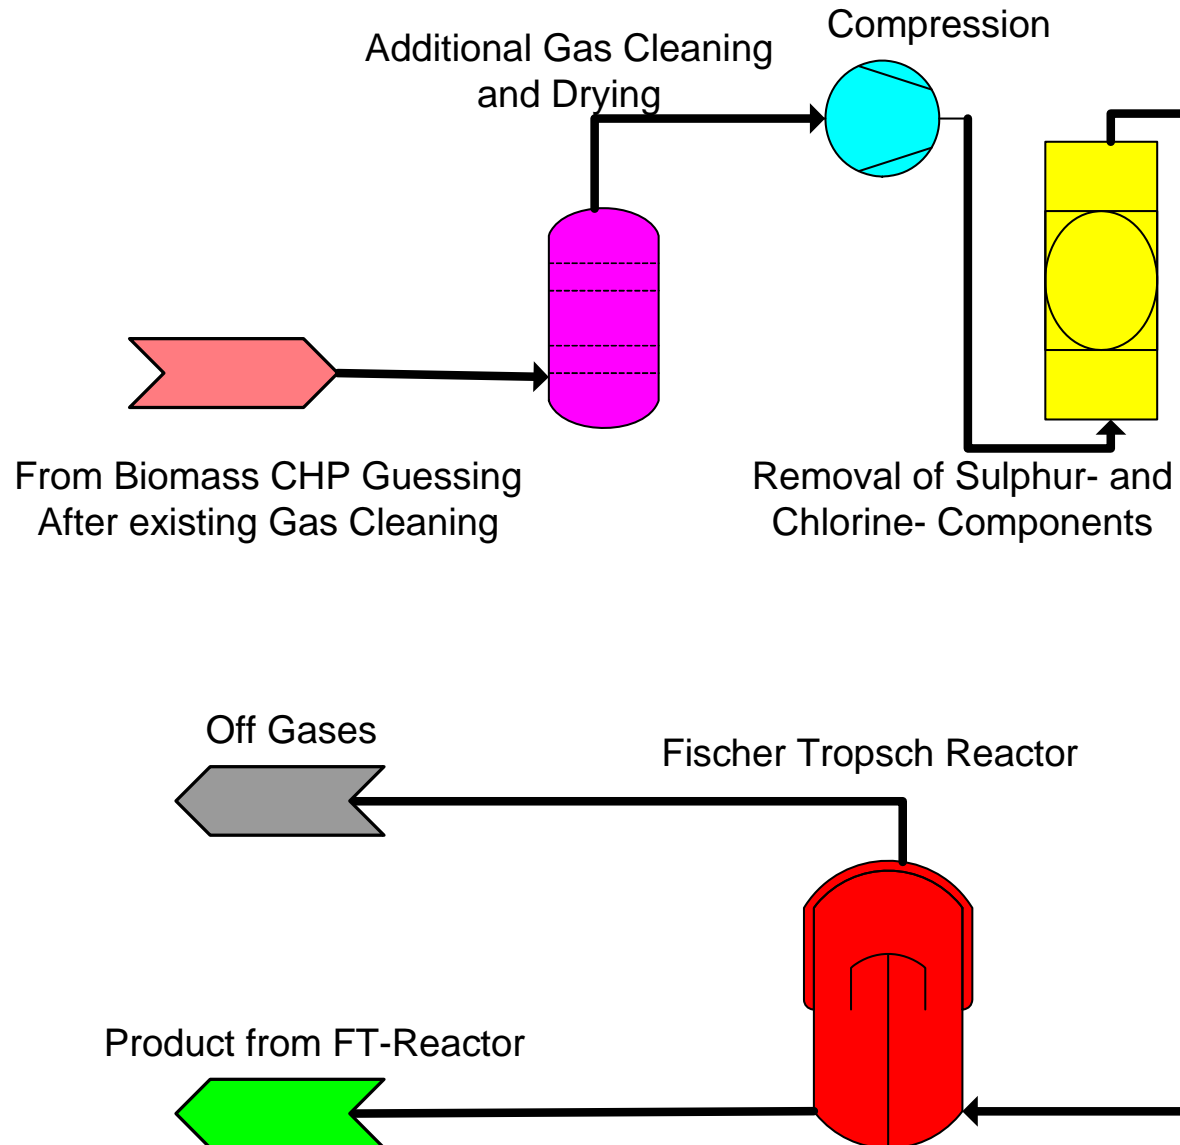 Compression
Additional Gas Cleaning
and Drying
From Biomass CHP Guessing
After existing Gas Cleaning
Removal of Sulphur- and
Chlorine- Components
Off Gases
Fischer Tropsch Reactor
Product from FT-Reactor